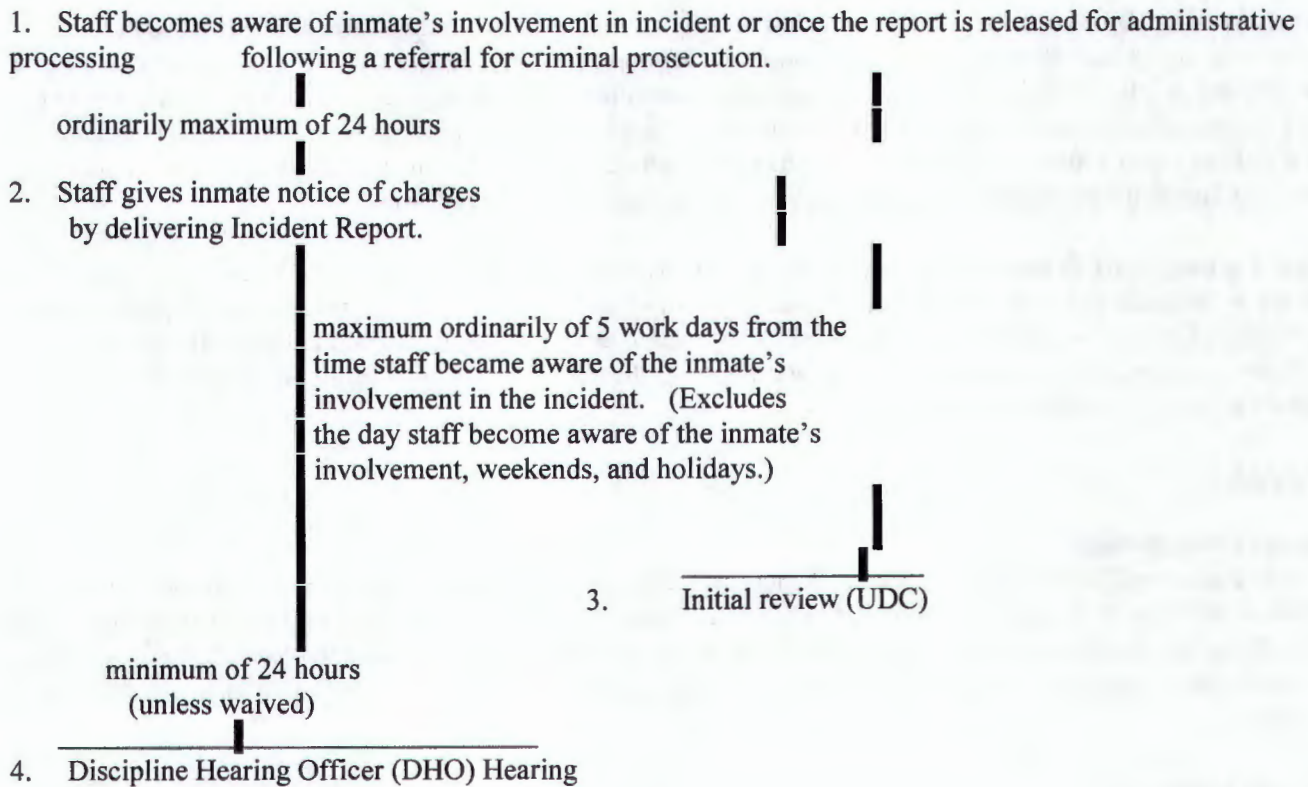 1. Staff becomes aware of inmate's involvement in incident or once the report is released for administrative
processing following a referral for criminal prosecution.
ordinarily maximum of 24 hours
2. Staff gives inmate notice of charges
by delivering Incident Report.
maximum ordinarily of 5 work days from the
time staff became aware of the inmate's
involvement in the incident. (Excludes
the day staff become aware of the inmate's
involvement, weekends, and holidays.)
3. Initial review (UDC)
minimum of 24 hours
(unless waived)
4. Discipline Hearing Officer (DHO) Hearing